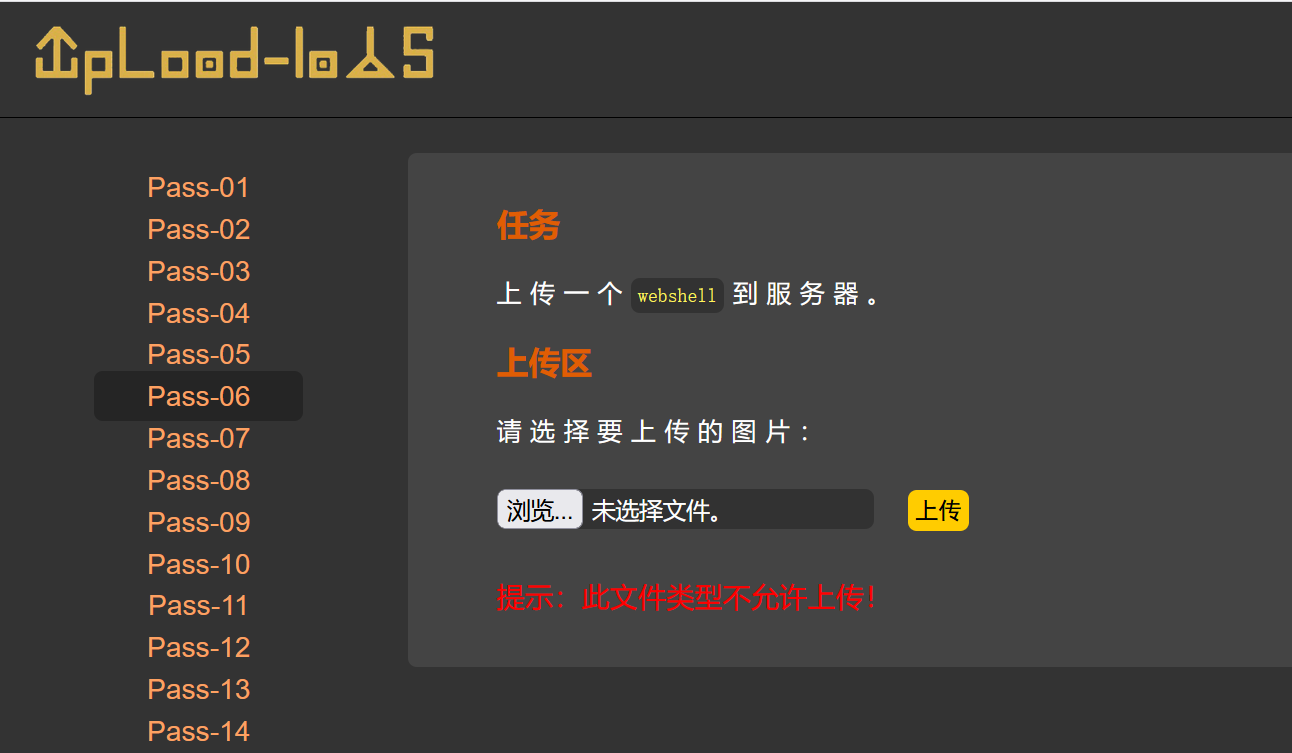 UpLoad-labs
Pass-01
Pass-02
Pass-03
Pass-04
Pass-05
Pass-06
Pass-07
Pass-08
Pass-09
Pass-10
Pass-11
Pass-12
Pass-13
Pass-14
任务
上传一个 webshell 到服务器。
上传区
请选择要上传的图片：
浏览... 未选择文件。 上传
提示：此文件类型不允许上传！